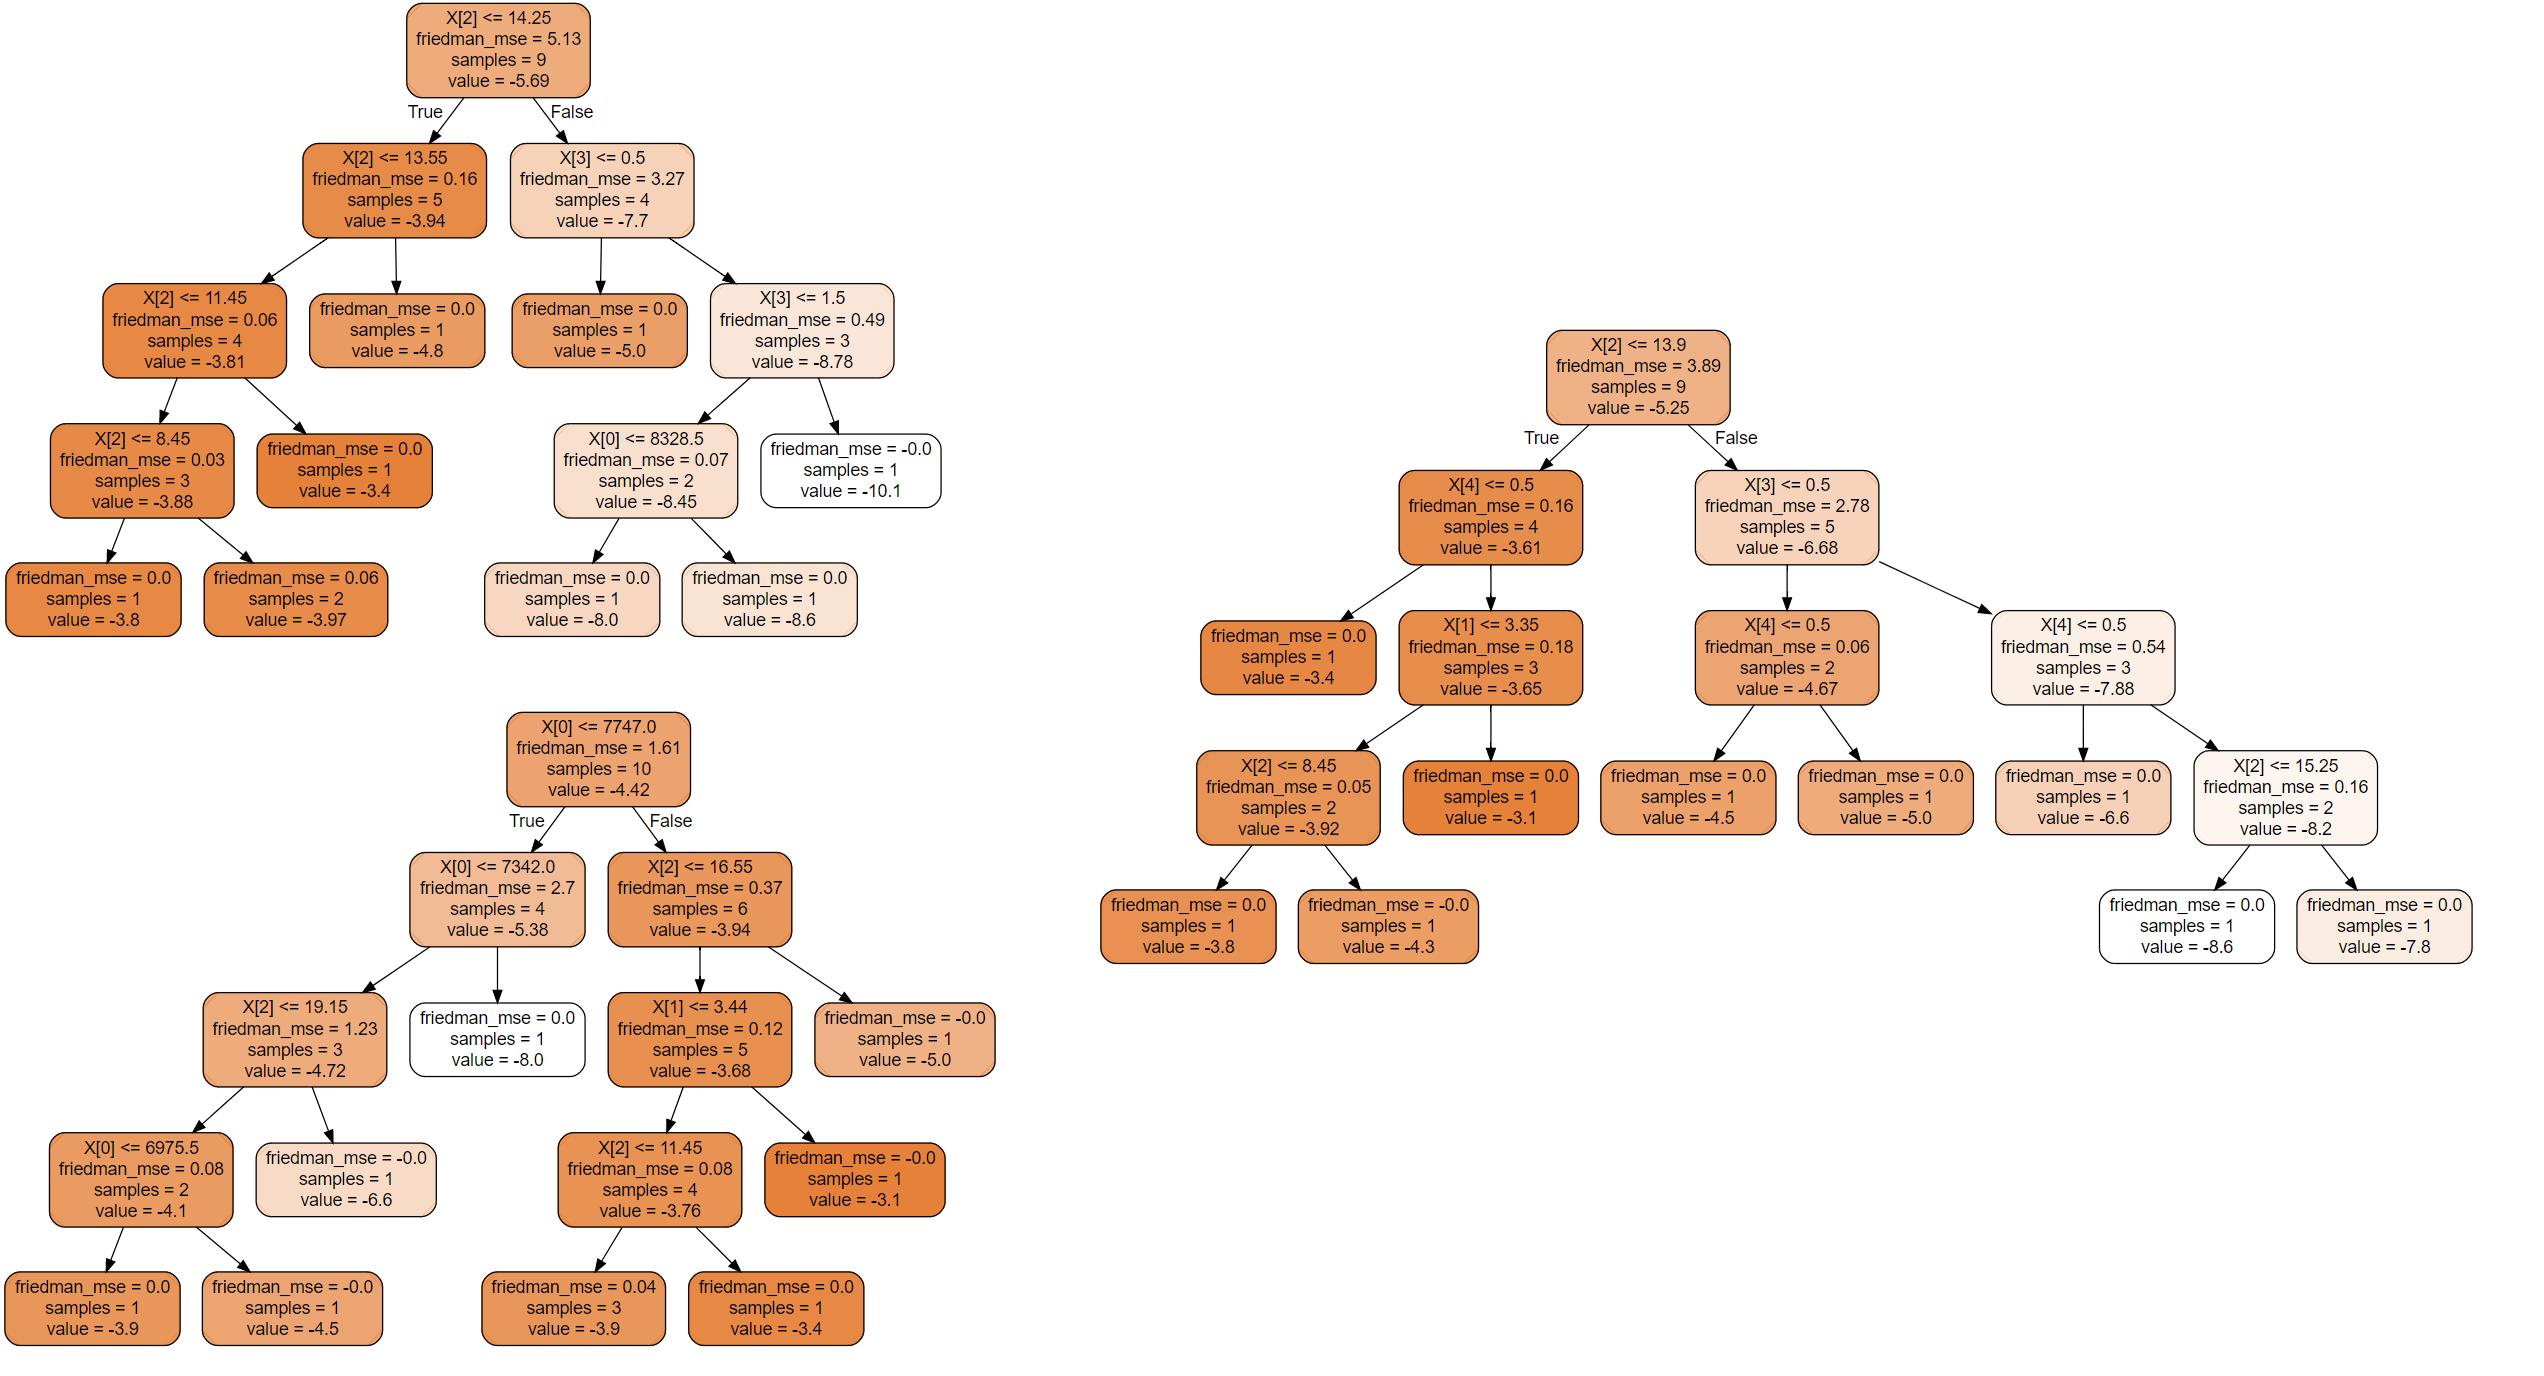 X[2] <= 14.25
friedman_mse = 5.13
samples = 9
value = -5.69
True
False
X[2] <= 13.55
friedman_mse = 0.16
samples = 5
value = -3.94
X[3] <= 0.5
friedman_mse = 3.27
samples = 4
value = -7.7
X[2] <= 11.45
friedman_mse = 0.06
samples = 4
value = -3.81
friedman_mse = 0.0
samples = 1
value = -4.8
friedman_mse = 0.0
samples = 1
value = -5.0
X[3] <= 1.5
friedman_mse = 0.49
samples = 3
value = -8.78
X[2] <= 8.45
friedman_mse = 0.03
samples = 3
value = -3.88
friedman_mse = 0.0
samples = 1
value = -3.4
X[0] <= 8328.5
friedman_mse = 0.07
samples = 2
value = -8.45
friedman_mse = -0.0
samples = 1
value = -10.1
friedman_mse = 0.0
samples = 1
value = -3.8
friedman_mse = 0.06
samples = 2
value = -3.97
friedman_mse = 0.0
samples = 1
value = -8.0
friedman_mse = 0.0
samples = 1
value = -8.6
X[0] <= 7747.0
friedman_mse = 1.61
samples = 10
value = -4.42
True
False
X[0] <= 7342.0
friedman_mse = 2.7
samples = 4
value = -5.38
X[2] <= 16.55
friedman_mse = 0.37
samples = 6
value = -3.94
X[2] <= 19.15
friedman_mse = 1.23
samples = 3
value = -4.72
friedman_mse = 0.0
samples = 1
value = -8.0
X[1] <= 3.44
friedman_mse = 0.12
samples = 5
value = -3.68
friedman_mse = -0.0
samples = 1
value = -5.0
X[0] <= 6975.5
friedman_mse = 0.08
samples = 2
value = -4.1
friedman_mse = -0.0
samples = 1
value = -6.6
X[2] <= 11.45
friedman_mse = 0.08
samples = 4
value = -3.76
friedman_mse = -0.0
samples = 1
value = -3.1
friedman_mse = 0.0
samples = 1
value = -3.9
friedman_mse = -0.0
samples = 1
value = -4.5
friedman_mse = 0.04
samples = 3
value = -3.9
friedman_mse = 0.0
samples = 1
value = -3.4
X[2] <= 13.9
friedman_mse = 3.89
samples = 9
value = -5.25
True
False
X[4] <= 0.5
friedman_mse = 0.16
samples = 4
value = -3.61
X[3] <= 0.5
friedman_mse = 2.78
samples = 5
value = -6.68
friedman_mse = 0.0
samples = 1
value = -3.4
X[1] <= 3.35
friedman_mse = 0.18
samples = 3
value = -3.65
X[4] <= 0.5
friedman_mse = 0.06
samples = 2
value = -4.67
X[4] <= 0.5
friedman_mse = 0.54
samples = 3
value = -7.88
X[2] <= 8.45
friedman_mse = 0.05
samples = 2
value = -3.92
friedman_mse = 0.0
samples = 1
value = -3.1
friedman_mse = 0.0
samples = 1
value = -4.5
friedman_mse = 0.0
samples = 1
value = -5.0
friedman_mse = 0.0
samples = 1
value = -6.6
X[2] <= 15.25
friedman_mse = 0.16
samples = 2
value = -8.2
friedman_mse = 0.0
samples = 1
value = -3.8
friedman_mse = -0.0
samples = 1
value = -4.3
friedman_mse = 0.0
samples = 1
value = -8.6
friedman_mse = 0.0
samples = 1
value = -7.8